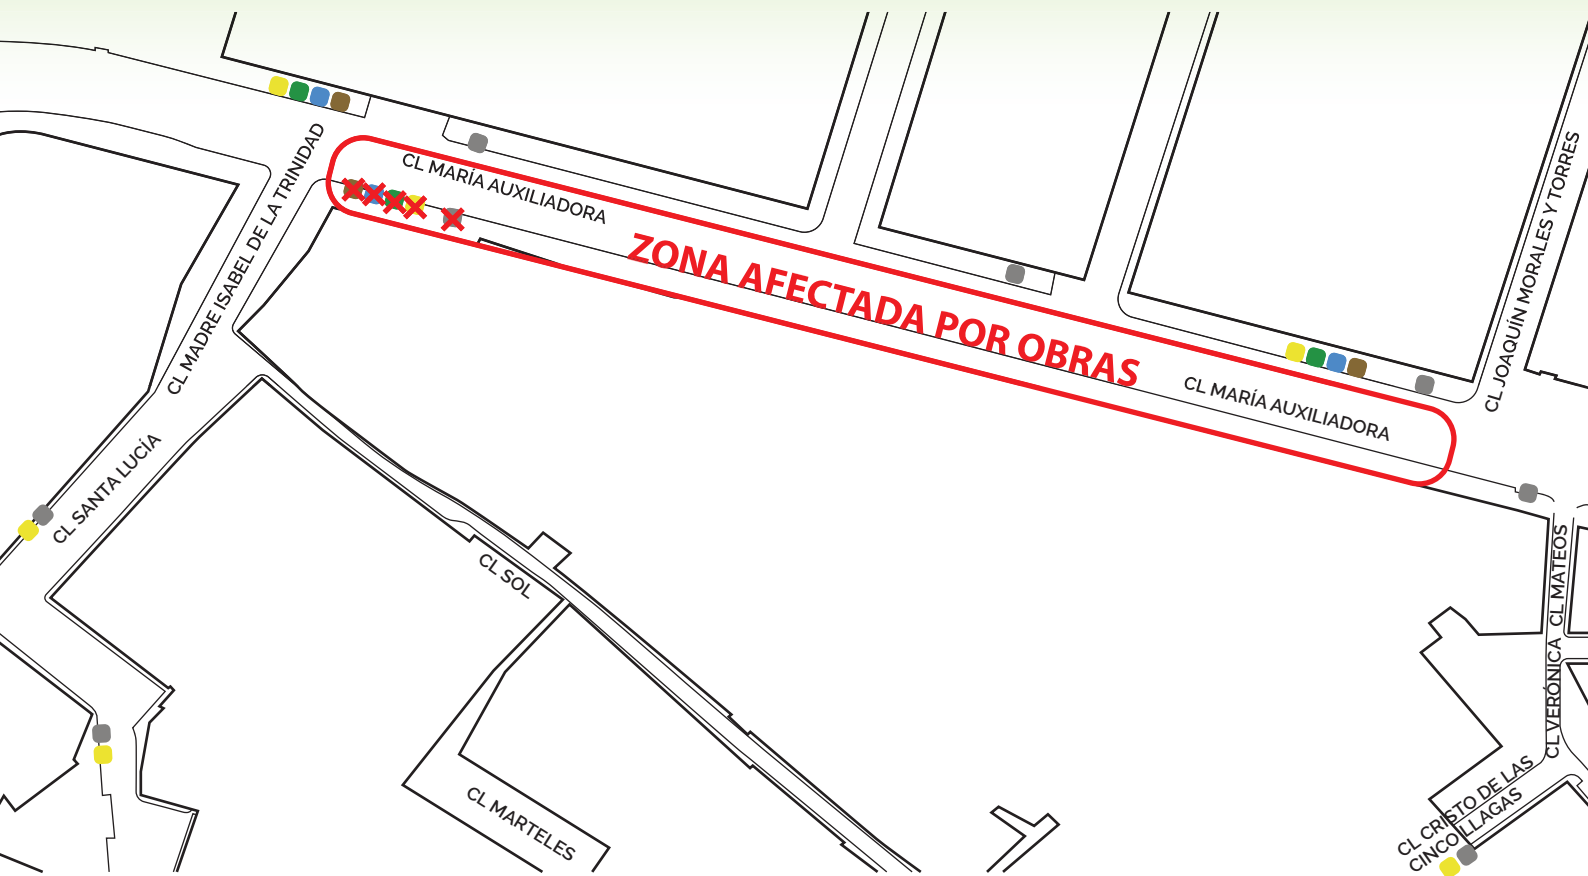 CL MADRE ISABEL DE LA TRINIDAD
CL MARÍA AUXILIADORA
ZONA AFECTADA POR OBRAS
CL MARÍA AUXILIADORA
CL JOAQUÍN MORALES Y TORRES
CL SANTA LUCÍA
CL SOL
CL MATEOS
CL VERÓNICA
CL MARTELES
CL CRISTO DE LAS
CINCO LLAGAS